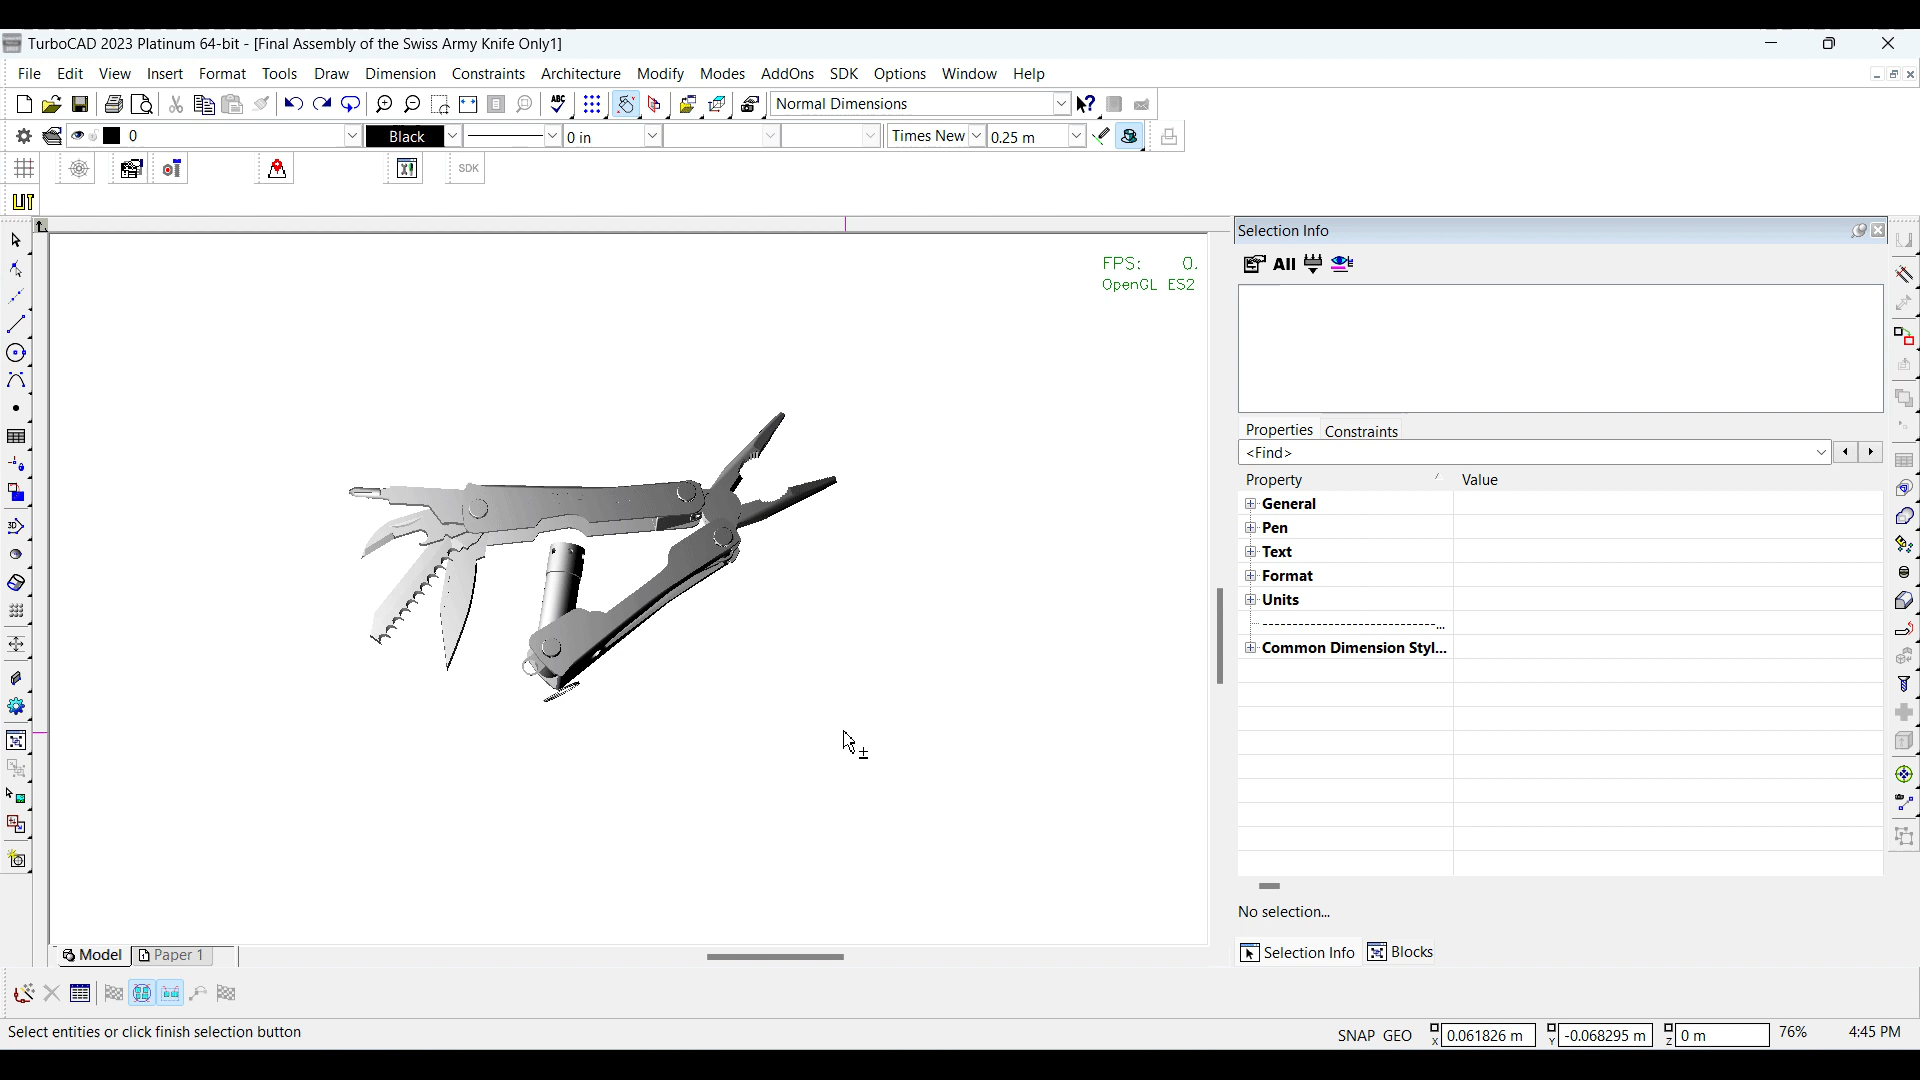 TurboCAD 2023 Platinum 64-bit - [Final Assembly of the Swiss Army Knife Only1]
File Edit View Insert Format Tools Draw Dimension Constraints Architecture Modify Modes AddOns SDK Options Window Help
ABC Normal Dimensions
0 Black 0 in Times New 0.25 m
SDK
Selection Info
FPS: 0.
OpenGL ES2
All
Properties Constraints
<Find>
Property Value
General
Pen
Text
Format
Units
Common Dimension Styl...
3D
No selection...
Model Paper 1
Selection Info Blocks
Select entities or click finish selection button
SNAP GEO X 0.061826 m Y -0.068295 m Z 0 m 76% 4:45 PM